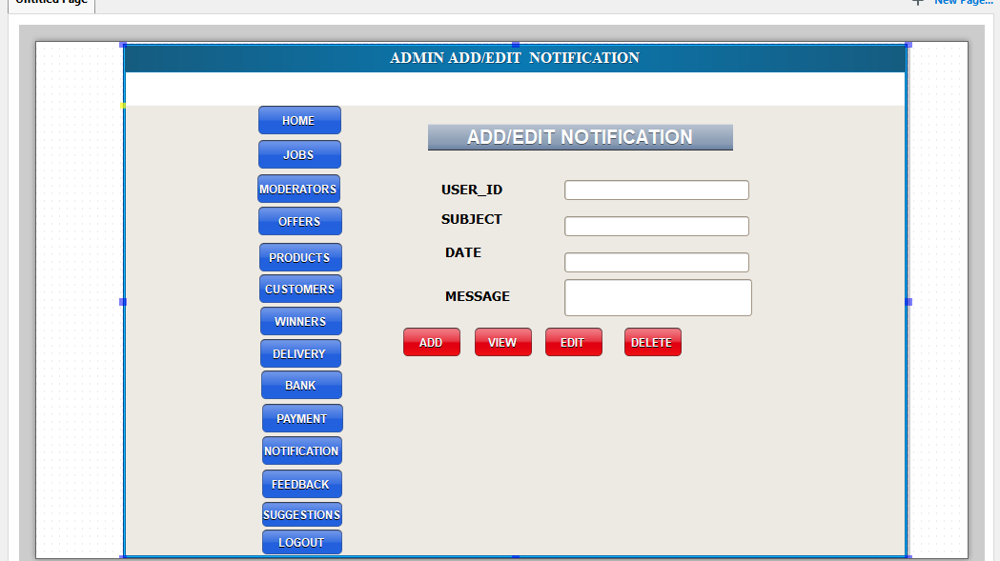 Untitled Page
New Page...
ADMIN ADD/EDIT NOTIFICATION
HOME
JOBS
MODERATORS
OFFERS
PRODUCTS
CUSTOMERS
WINNERS
DELIVERY
BANK
PAYMENT
NOTIFICATION
FEEDBACK
SUGGESTIONS
LOGOUT
ADD/EDIT NOTIFICATION
USER_ID
SUBJECT
DATE
MESSAGE
ADD VIEW EDIT DELETE